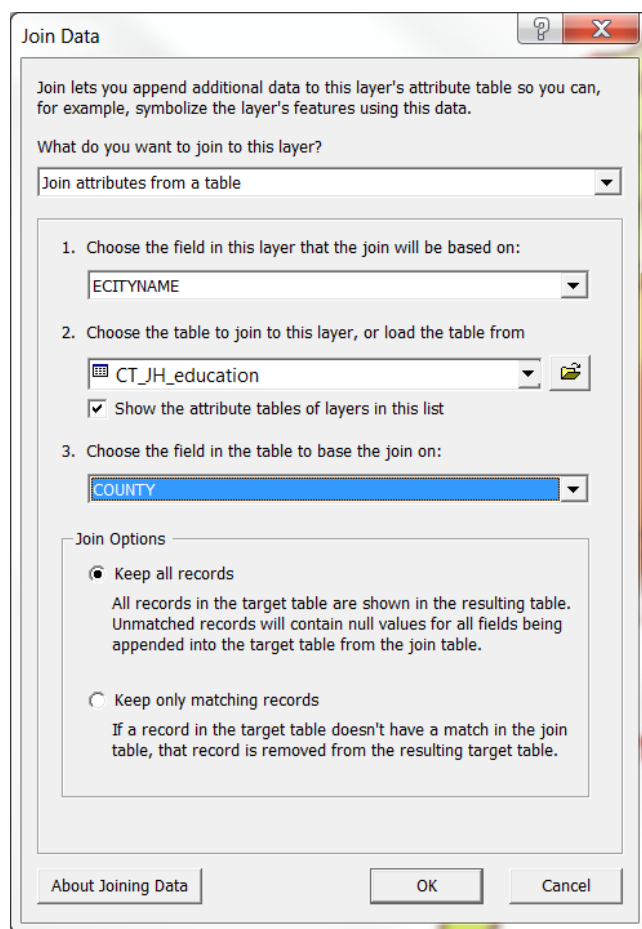 Join Data
Join lets you append additional data to this layer's attribute table so you can,
for example, symbolize the layer's features using this data.
What do you want to join to this layer?
Join attributes from a table
1. Choose the field in this layer that the join will be based on:
ECITYNAME
2. Choose the table to join to this layer, or load the table from
CT_JH_education
Show the attribute tables of layers in this list
3. Choose the field in the table to base the join on:
COUNTY
Join Options
Keep all records
All records in the target table are shown in the resulting table.
Unmatched records will contain null values for all fields being
appended into the target table from the join table.
Keep only matching records
If a record in the target table doesn't have a match in the join
table, that record is removed from the resulting target table.
About Joining Data
OK
Cancel